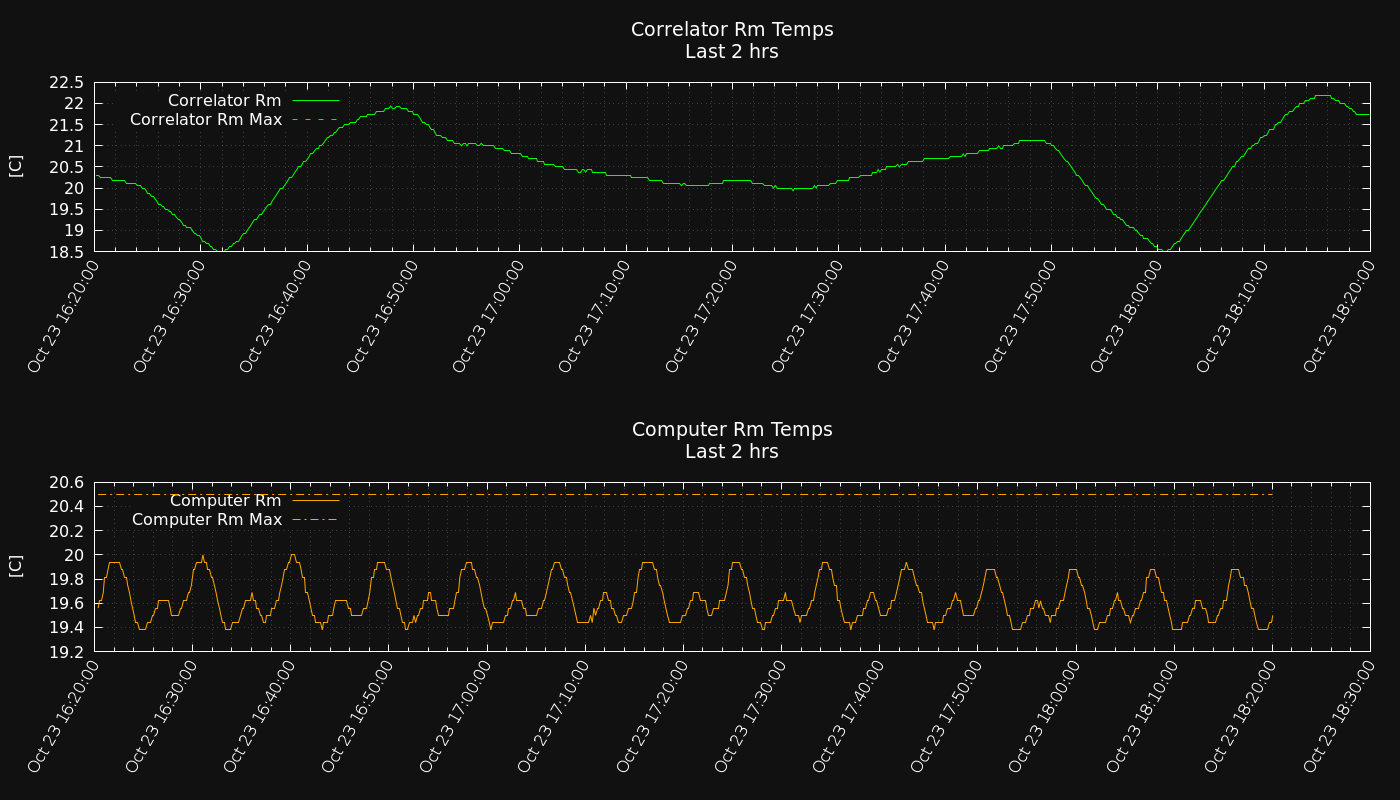 Correlator Rm Temps
Last 2 hrs
22.5
22
21.5
21
20.5
20
19.5
19
18.5
[C]
Correlator Rm
Correlator Rm Max
Oct 23 16:20:00
Oct 23 16:30:00
Oct 23 16:40:00
Oct 23 16:50:00
Oct 23 17:00:00
Oct 23 17:10:00
Oct 23 17:20:00
Oct 23 17:30:00
Oct 23 17:40:00
Oct 23 17:50:00
Oct 23 18:00:00
Oct 23 18:10:00
Oct 23 18:20:00
Computer Rm Temps
Last 2 hrs
20.6
20.4
20.2
20
19.8
19.6
19.4
19.2
[C]
Computer Rm
Computer Rm Max
Oct 23 16:20:00
Oct 23 16:30:00
Oct 23 16:40:00
Oct 23 16:50:00
Oct 23 17:00:00
Oct 23 17:10:00
Oct 23 17:20:00
Oct 23 17:30:00
Oct 23 17:40:00
Oct 23 17:50:00
Oct 23 18:00:00
Oct 23 18:10:00
Oct 23 18:20:00
Oct 23 18:30:00